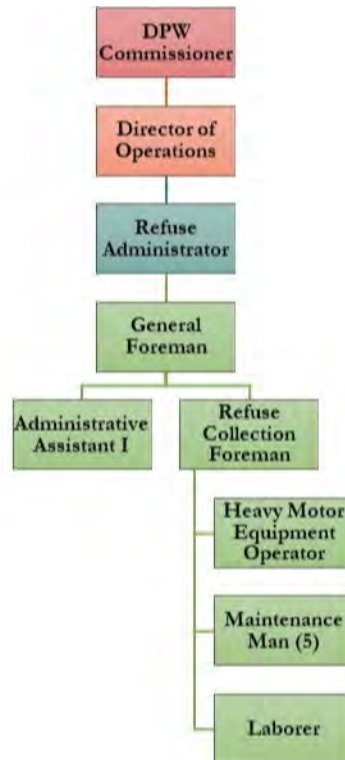 DPW
Commissioner
Director of
Operations
Refuse
Administrator
General
Foreman
Administrative
Assistant I
Refuse
Collection
Foreman
Heavy Motor
Equipment
Operator
Maintenance
Man (5)
Laborer